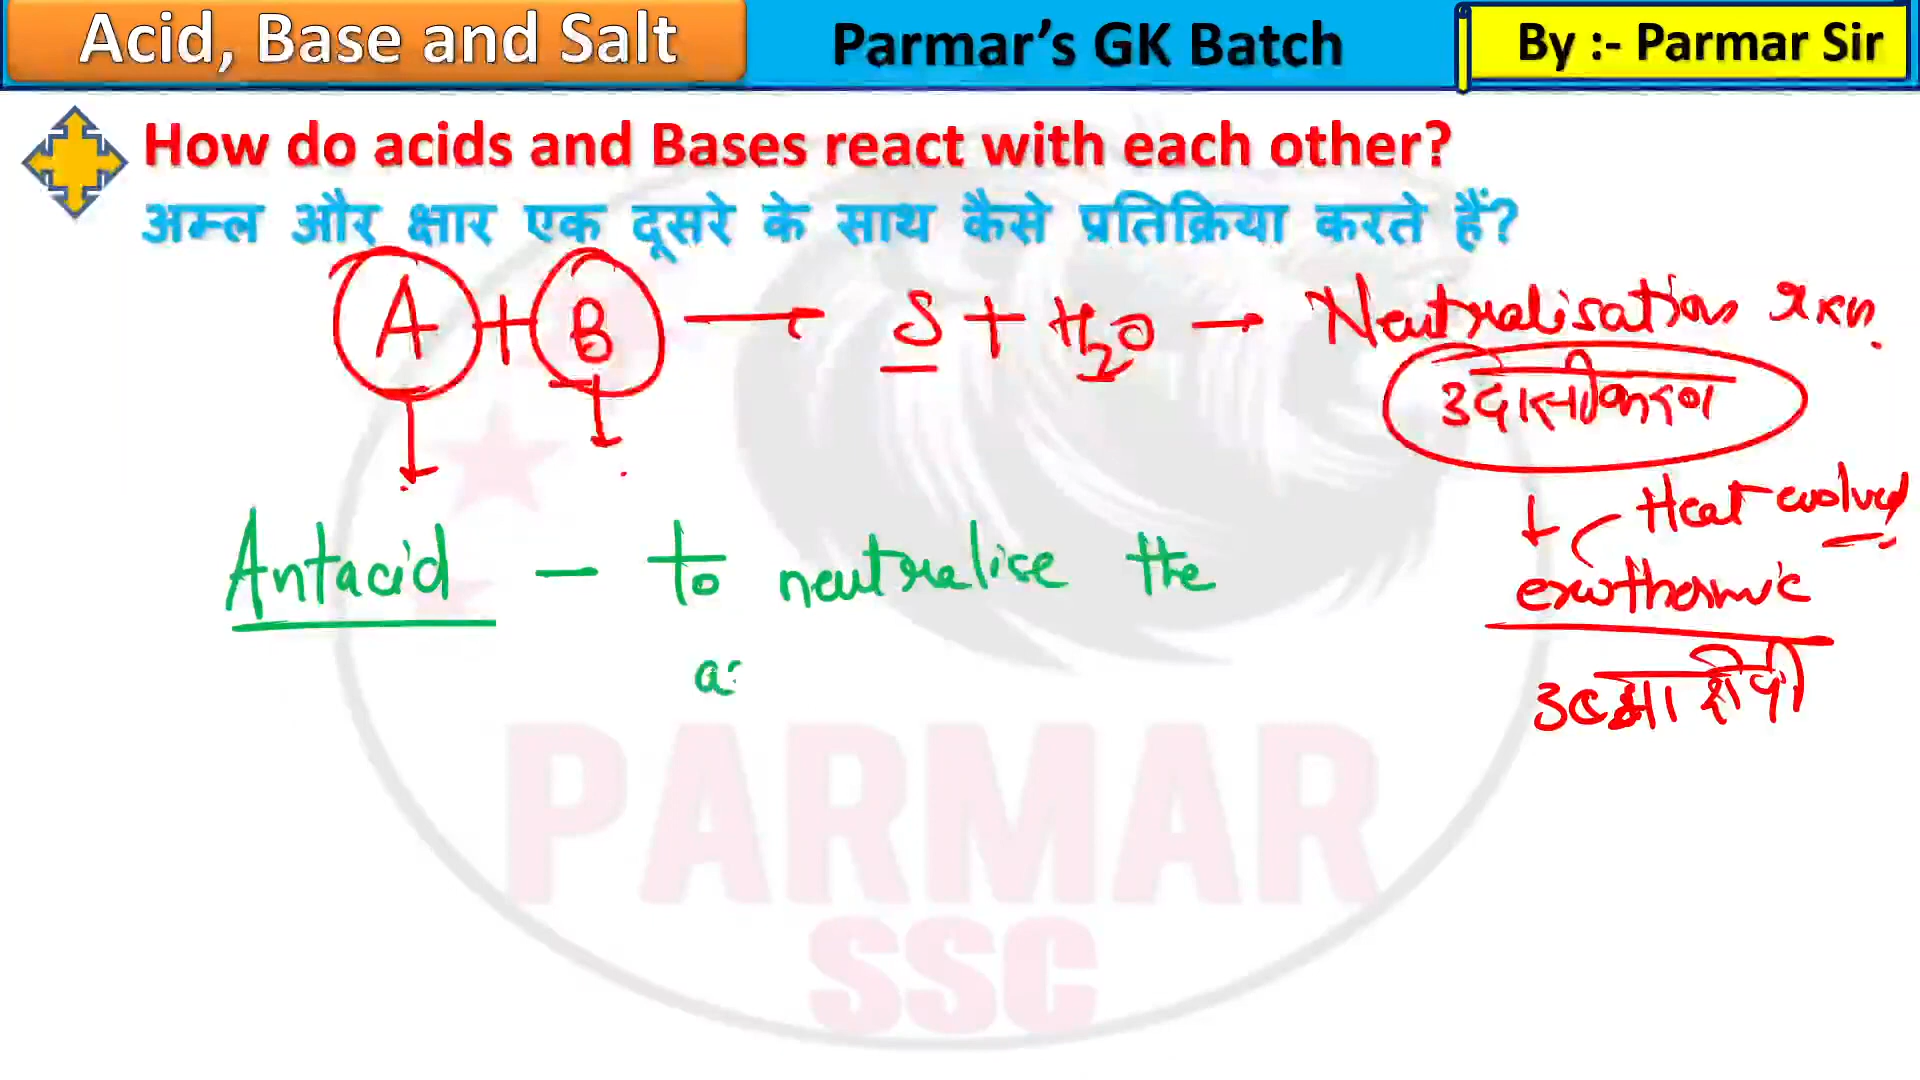 Acid, Base and Salt
Parmar's GK Batch
By :- Parmar Sir
How do acids and Bases react with each other?
अम्ल और क्षार एक दूसरे के साथ कैसे प्रतिक्रिया करते हैं?
A + B → S + H₂O → Neutralisation rxn.
उदासीनीकरण
Heat evolved
Antacid – to neutralise the
exothermic
PARMAR
SSC